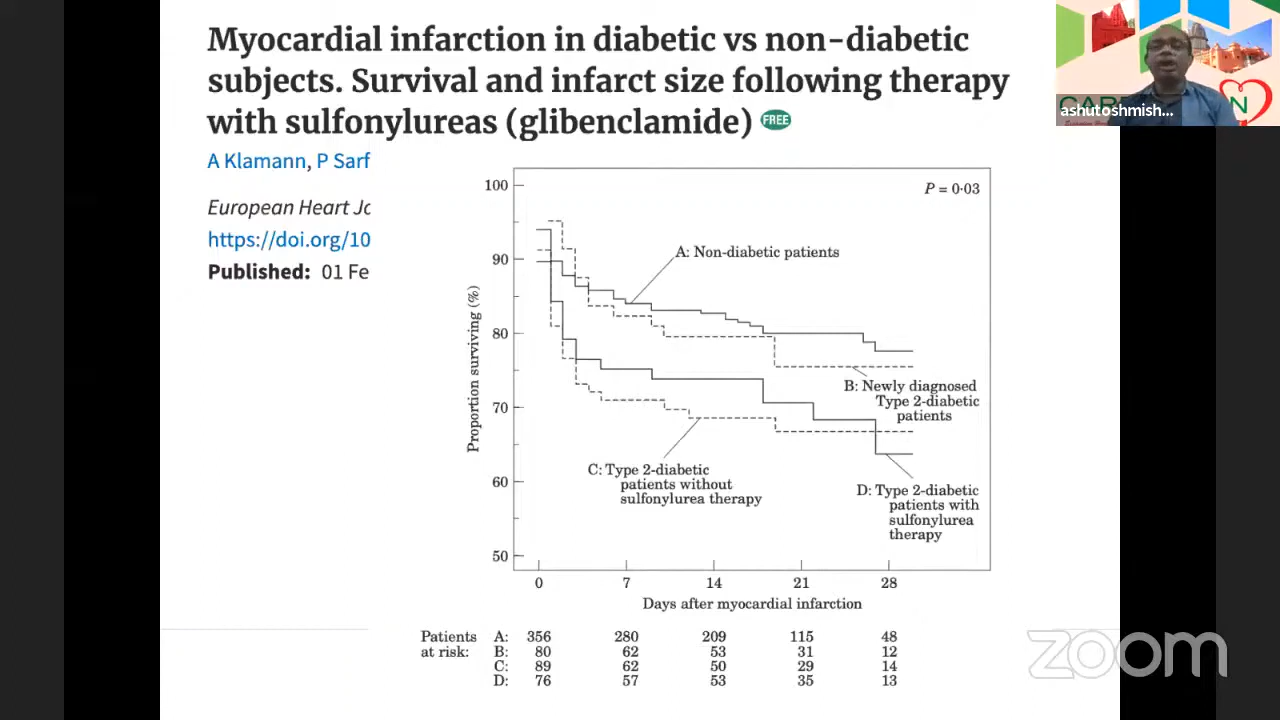 Myocardial infarction in diabetic vs non-diabetic
subjects. Survival and infarct size following therapy
with sulfonylureas (glibenclamide) FREE
A Klamann, P Sarf
European Heart Jo
https://doi.org/10
Published: 01 Fe
ashutoshmish...
P = 0·03
100
90
80
70
60
50
Proportion surviving (%)
A: Non-diabetic patients
B: Newly diagnosed
Type 2-diabetic
patients
C: Type 2-diabetic
patients without
sulfonylurea therapy
D: Type 2-diabetic
patients with
sulfonylurea
therapy
0 7 14 21 28
Days after myocardial infarction
Patients A: 356 280 209 115 48
at risk: B: 80 62 53 31 12
C: 89 62 50 29 14
D: 76 57 53 35 13
zoom